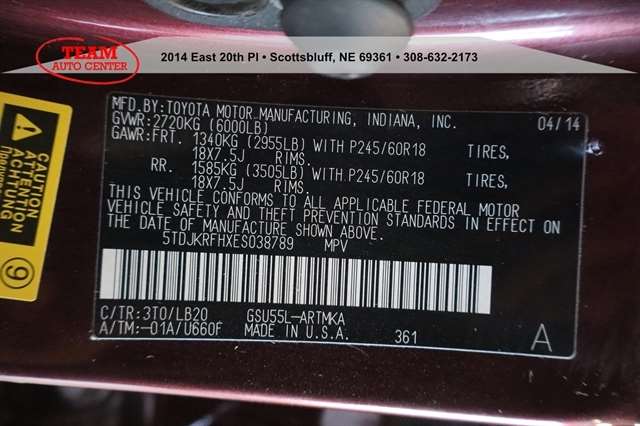 TEAM
AUTO CENTER
2014 East 20th Pl • Scottsbluff, NE 69361 • 308-632-2173
MFD.BY:TOYOTA MOTOR MANUFACTURING, INDIANA, INC. 04/14
GVWR:2720KG (6000LB)
GAWR:FRT. 1340KG (2955LB) WITH P245/60R18 TIRES,
18X7.5J RIMS.
RR. 1585KG (3505LB) WITH P245/60R18 TIRES,
18X7.5J RIMS.
THIS VEHICLE CONFORMS TO ALL APPLICABLE FEDERAL MOTOR
VEHICLE SAFETY AND THEFT PREVENTION STANDARDS IN EFFECT ON
THE DATE OF MANUFACTURE SHOWN ABOVE.
5TDJKRFHXES038789 MPV
C/TR:3T0/LB20 GSU55L-ARTMKA
A/TM:-01A/U660F MADE IN U.S.A. 361 A
CAUTION
ATTENTION
ACHTUNG
9